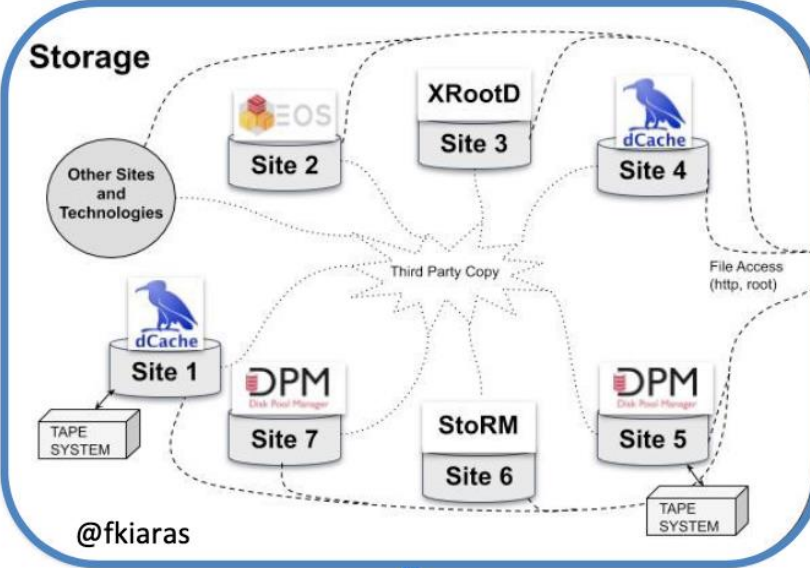 Storage
EOS
Site 2
XRootD
Site 3
dCache
Site 4
Other Sites
and
Technologies
Third Party Copy
File Access
(http, root)
dCache
Site 1
TAPE
SYSTEM
DPM
Disk Pool Manager
Site 7
StoRM
Site 6
DPM
Disk Pool Manager
Site 5
TAPE
SYSTEM
@fkiaras